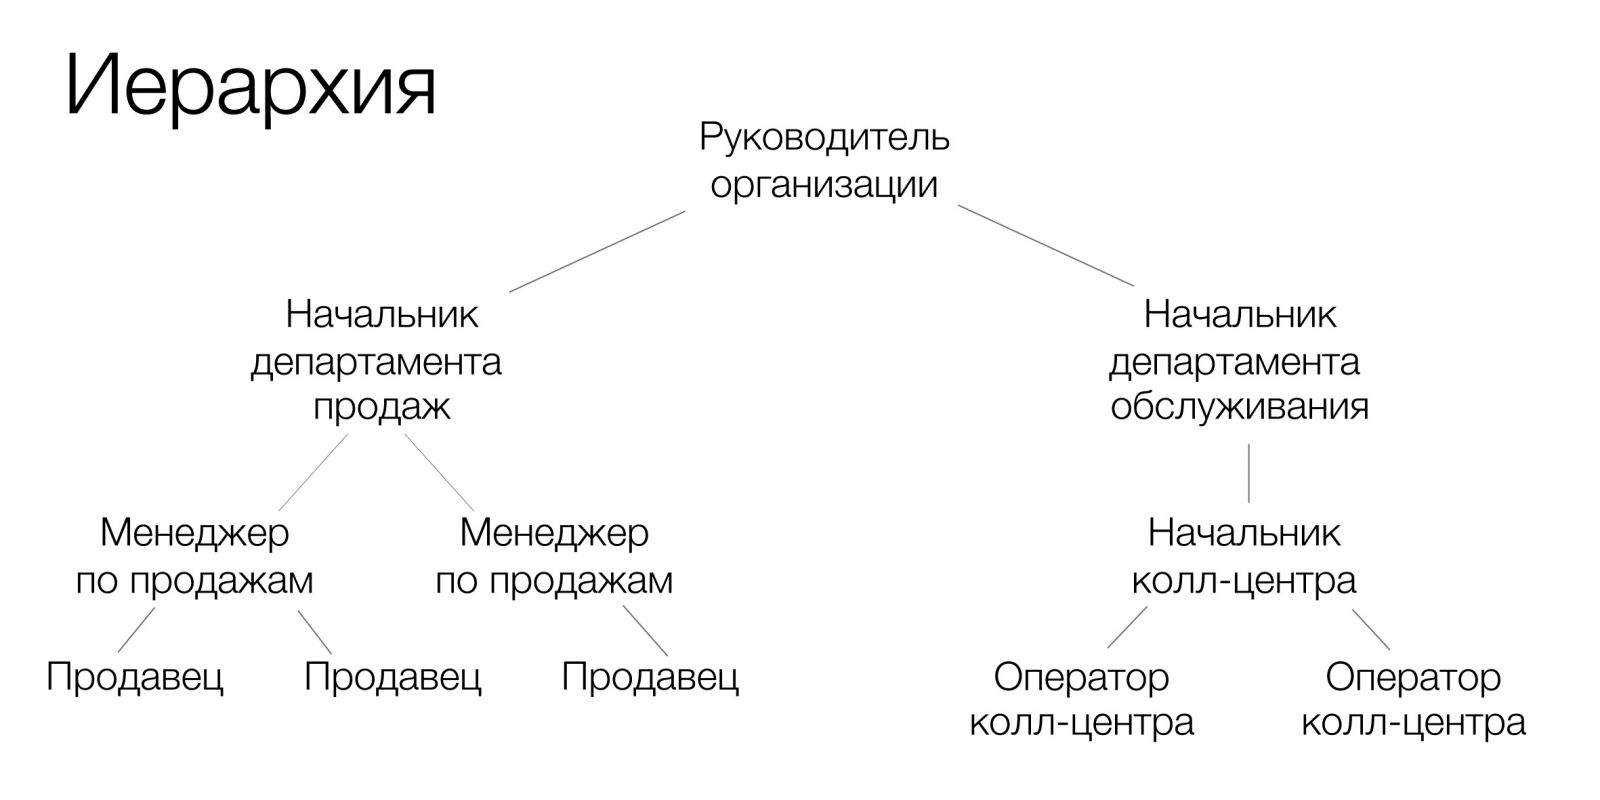 Иерархия
Руководитель
организации
Начальник
департамента
продаж
Начальник
департамента
обслуживания
Менеджер
по продажам
Менеджер
по продажам
Начальник
колл-центра
Продавец
Продавец
Продавец
Оператор
колл-центра
Оператор
колл-центра